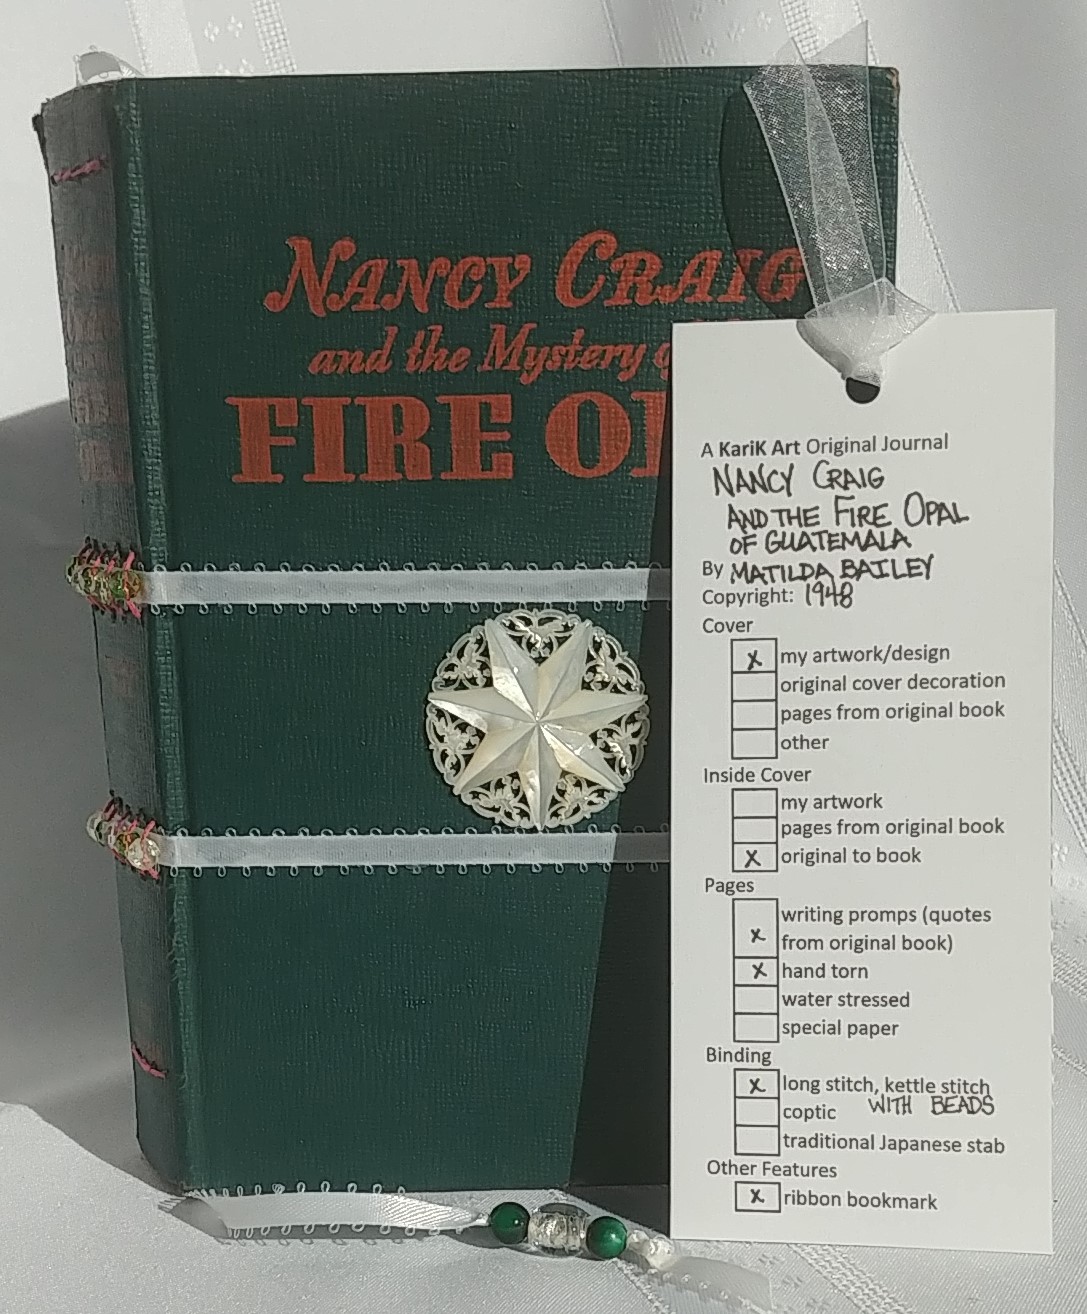 NANCY CRAIG
and the Mystery
FIRE
A KariK Art Original Journal
NANCY CRAIG
AND THE FIRE OPAL
OF GUATEMALA
By MATILDA BAILEY
Copyright: 1948
Cover
x my artwork/design
original cover decoration
pages from original book
other
Inside Cover
my artwork
pages from original book
x original to book
Pages
writing promps (quotes
x from original book)
x hand torn
water stressed
special paper
Binding
x long stitch, kettle stitch
coptic WITH BEADS
traditional Japanese stab
Other Features
x ribbon bookmark